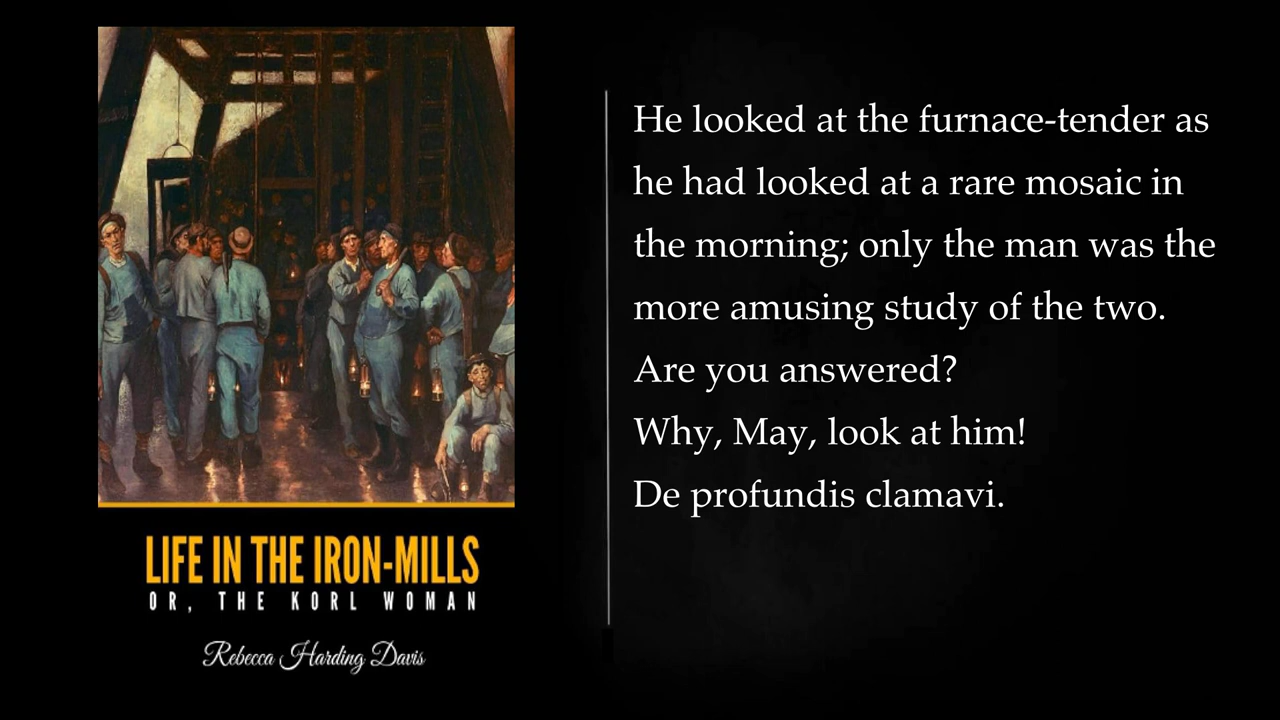 LIFE IN THE IRON-MILLS
OR, THE KORL WOMAN
Rebecca Harding Davis
He looked at the furnace-tender as
he had looked at a rare mosaic in
the morning; only the man was the
more amusing study of the two.
Are you answered?
Why, May, look at him!
De profundis clamavi.